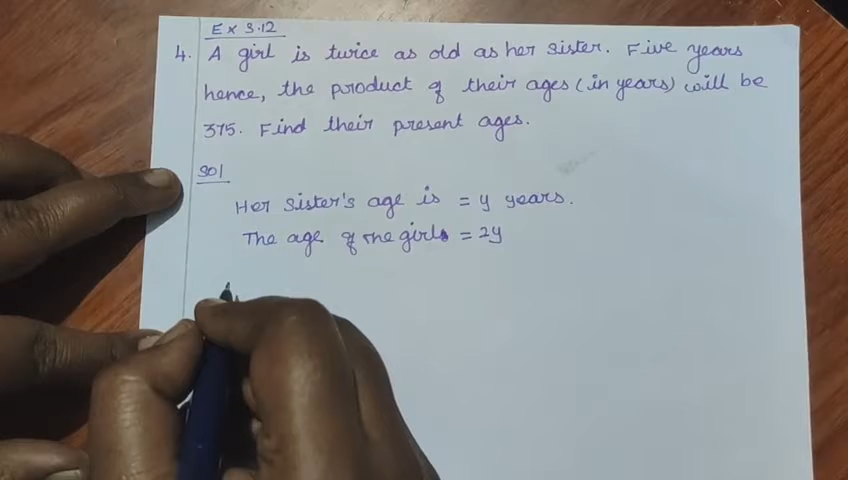 Ex 3.12
4. A girl is twice as old as her sister. Five years
hence, the product of their ages (in years) will be
375. Find their present ages.
Sol
Her sister's age is = y years.
The age of the girl = 2y